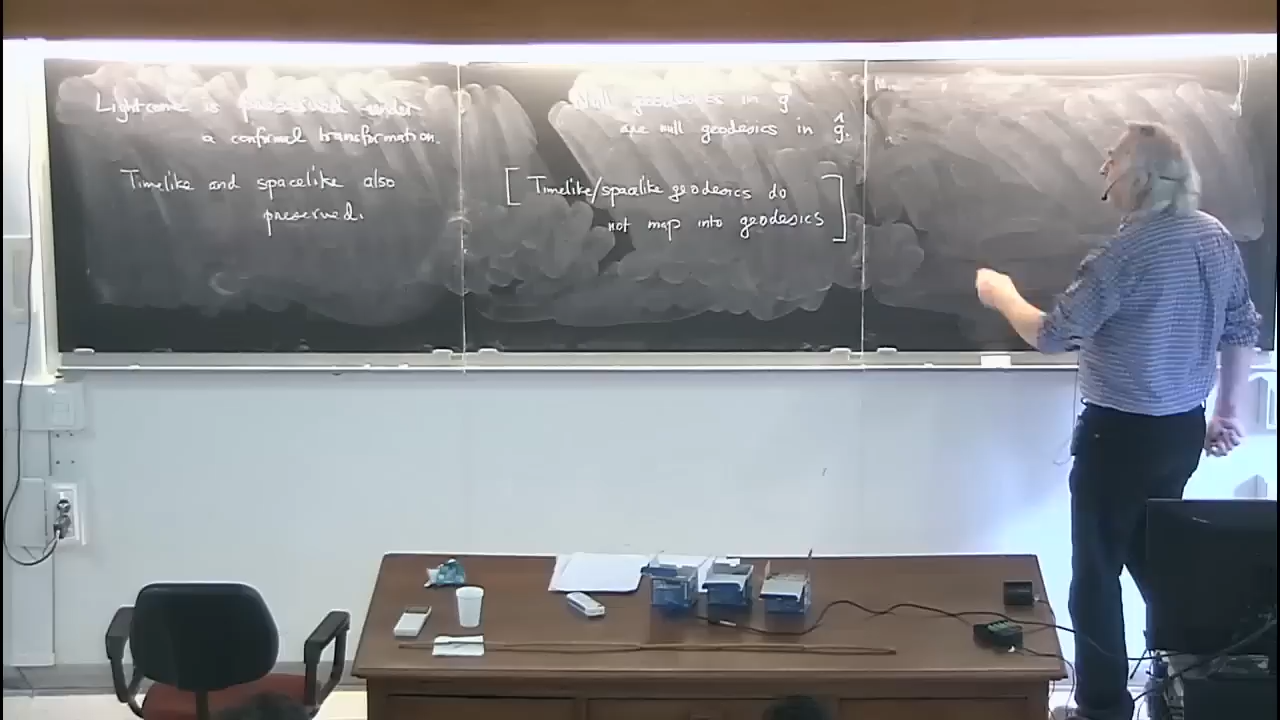 Lightcone is preserved under
a conformal transformation.
Timelike and spacelike also
preserved.
Null geodesics in g
are null geodesics in ĝ.
[ Timelike/spacelike geodesics do
not map into geodesics ]